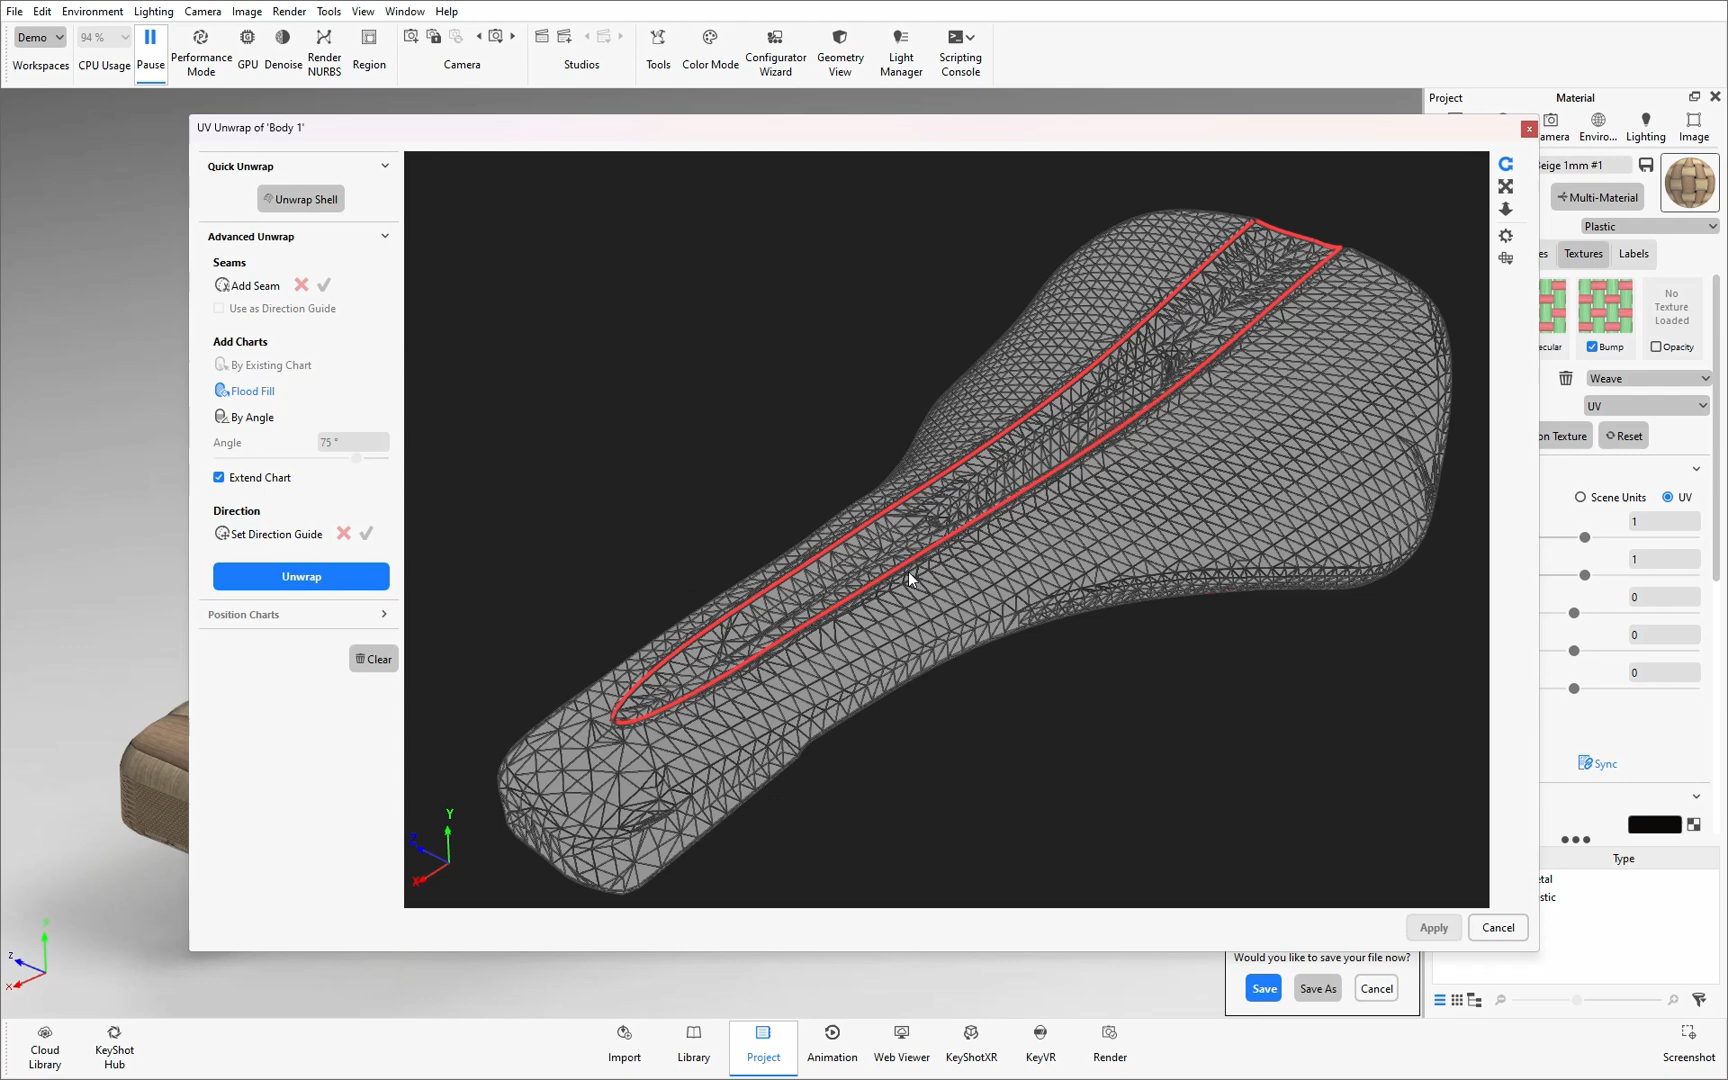 File Edit Environment Lighting Camera Image Render Tools View Window Help
Demo 94 %
Workspaces CPU Usage Pause Performance Mode GPU Denoise Render NURBS Region Camera Studios Tools Color Mode Configurator Wizard Geometry View Light Manager Scripting Console
Project Material
UV Unwrap of 'Body 1' x
amera Enviro... Lighting Image
Quick Unwrap
Unwrap Shell
eige 1mm #1
Multi-Material
Plastic
Advanced Unwrap
es Textures Labels
Seams
Add Seam
Use as Direction Guide
No Texture Loaded
Add Charts
ecular Bump Opacity
By Existing Chart
Weave
Flood Fill
UV
By Angle
on Texture Reset
Angle 75 °
Extend Chart
Scene Units UV
Direction
1
Set Direction Guide
1
Unwrap
0
Position Charts
0
Clear
0
Sync
Y
Z
X
Type
etal
stic
Apply Cancel
Z
X
Would you like to save your file now?
Save Save As Cancel
Cloud Library KeyShot Hub Import Library Project Animation Web Viewer KeyShotXR KeyVR Render Screenshot